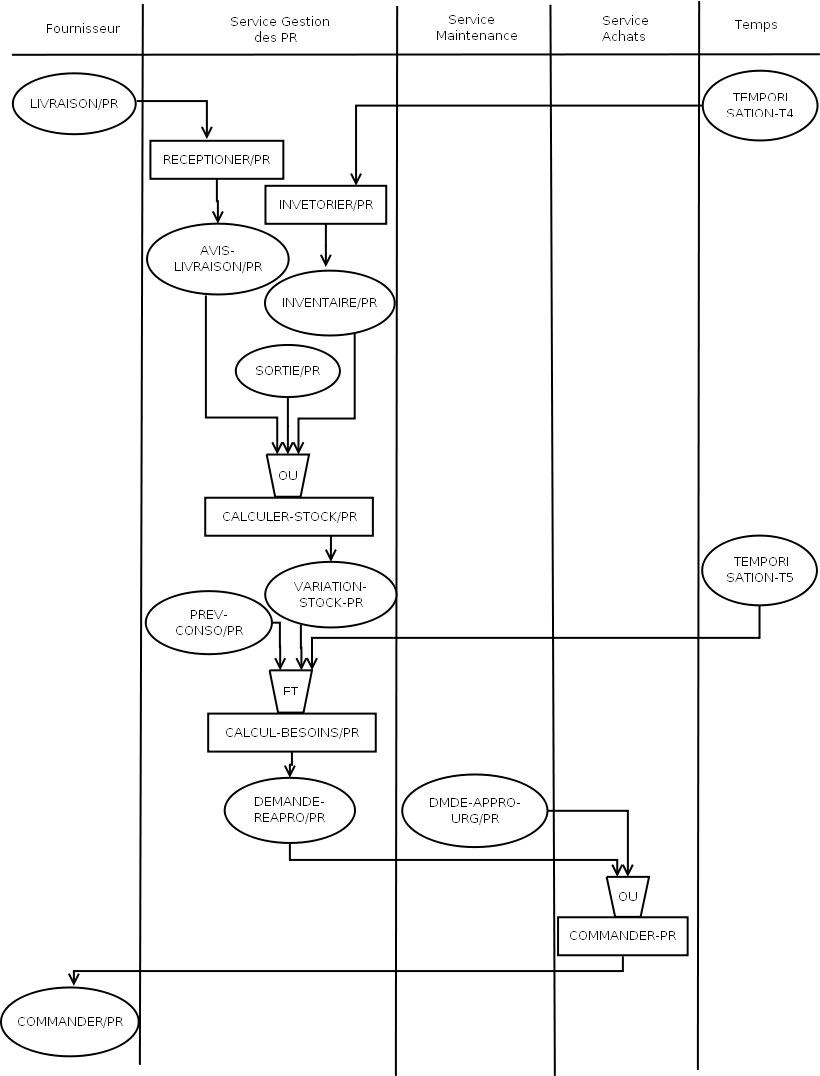 Fournisseur
Service Gestion
des PR
Service
Maintenance
Service
Achats
Temps
LIVRAISON/PR
TEMPORI
SATION-T4
RECEPTIONER/PR
INVETORIER/PR
AVIS-
LIVRAISON/PR
INVENTAIRE/PR
SORTIE/PR
OU
CALCULER-STOCK/PR
VARIATION-
STOCK-PR
TEMPORI
SATION-T5
PREV-
CONSO/PR
ET
CALCUL-BESOINS/PR
DEMANDE-
REAPRO/PR
DMDE-APPRO-
URG/PR
OU
COMMANDER-PR
COMMANDER/PR